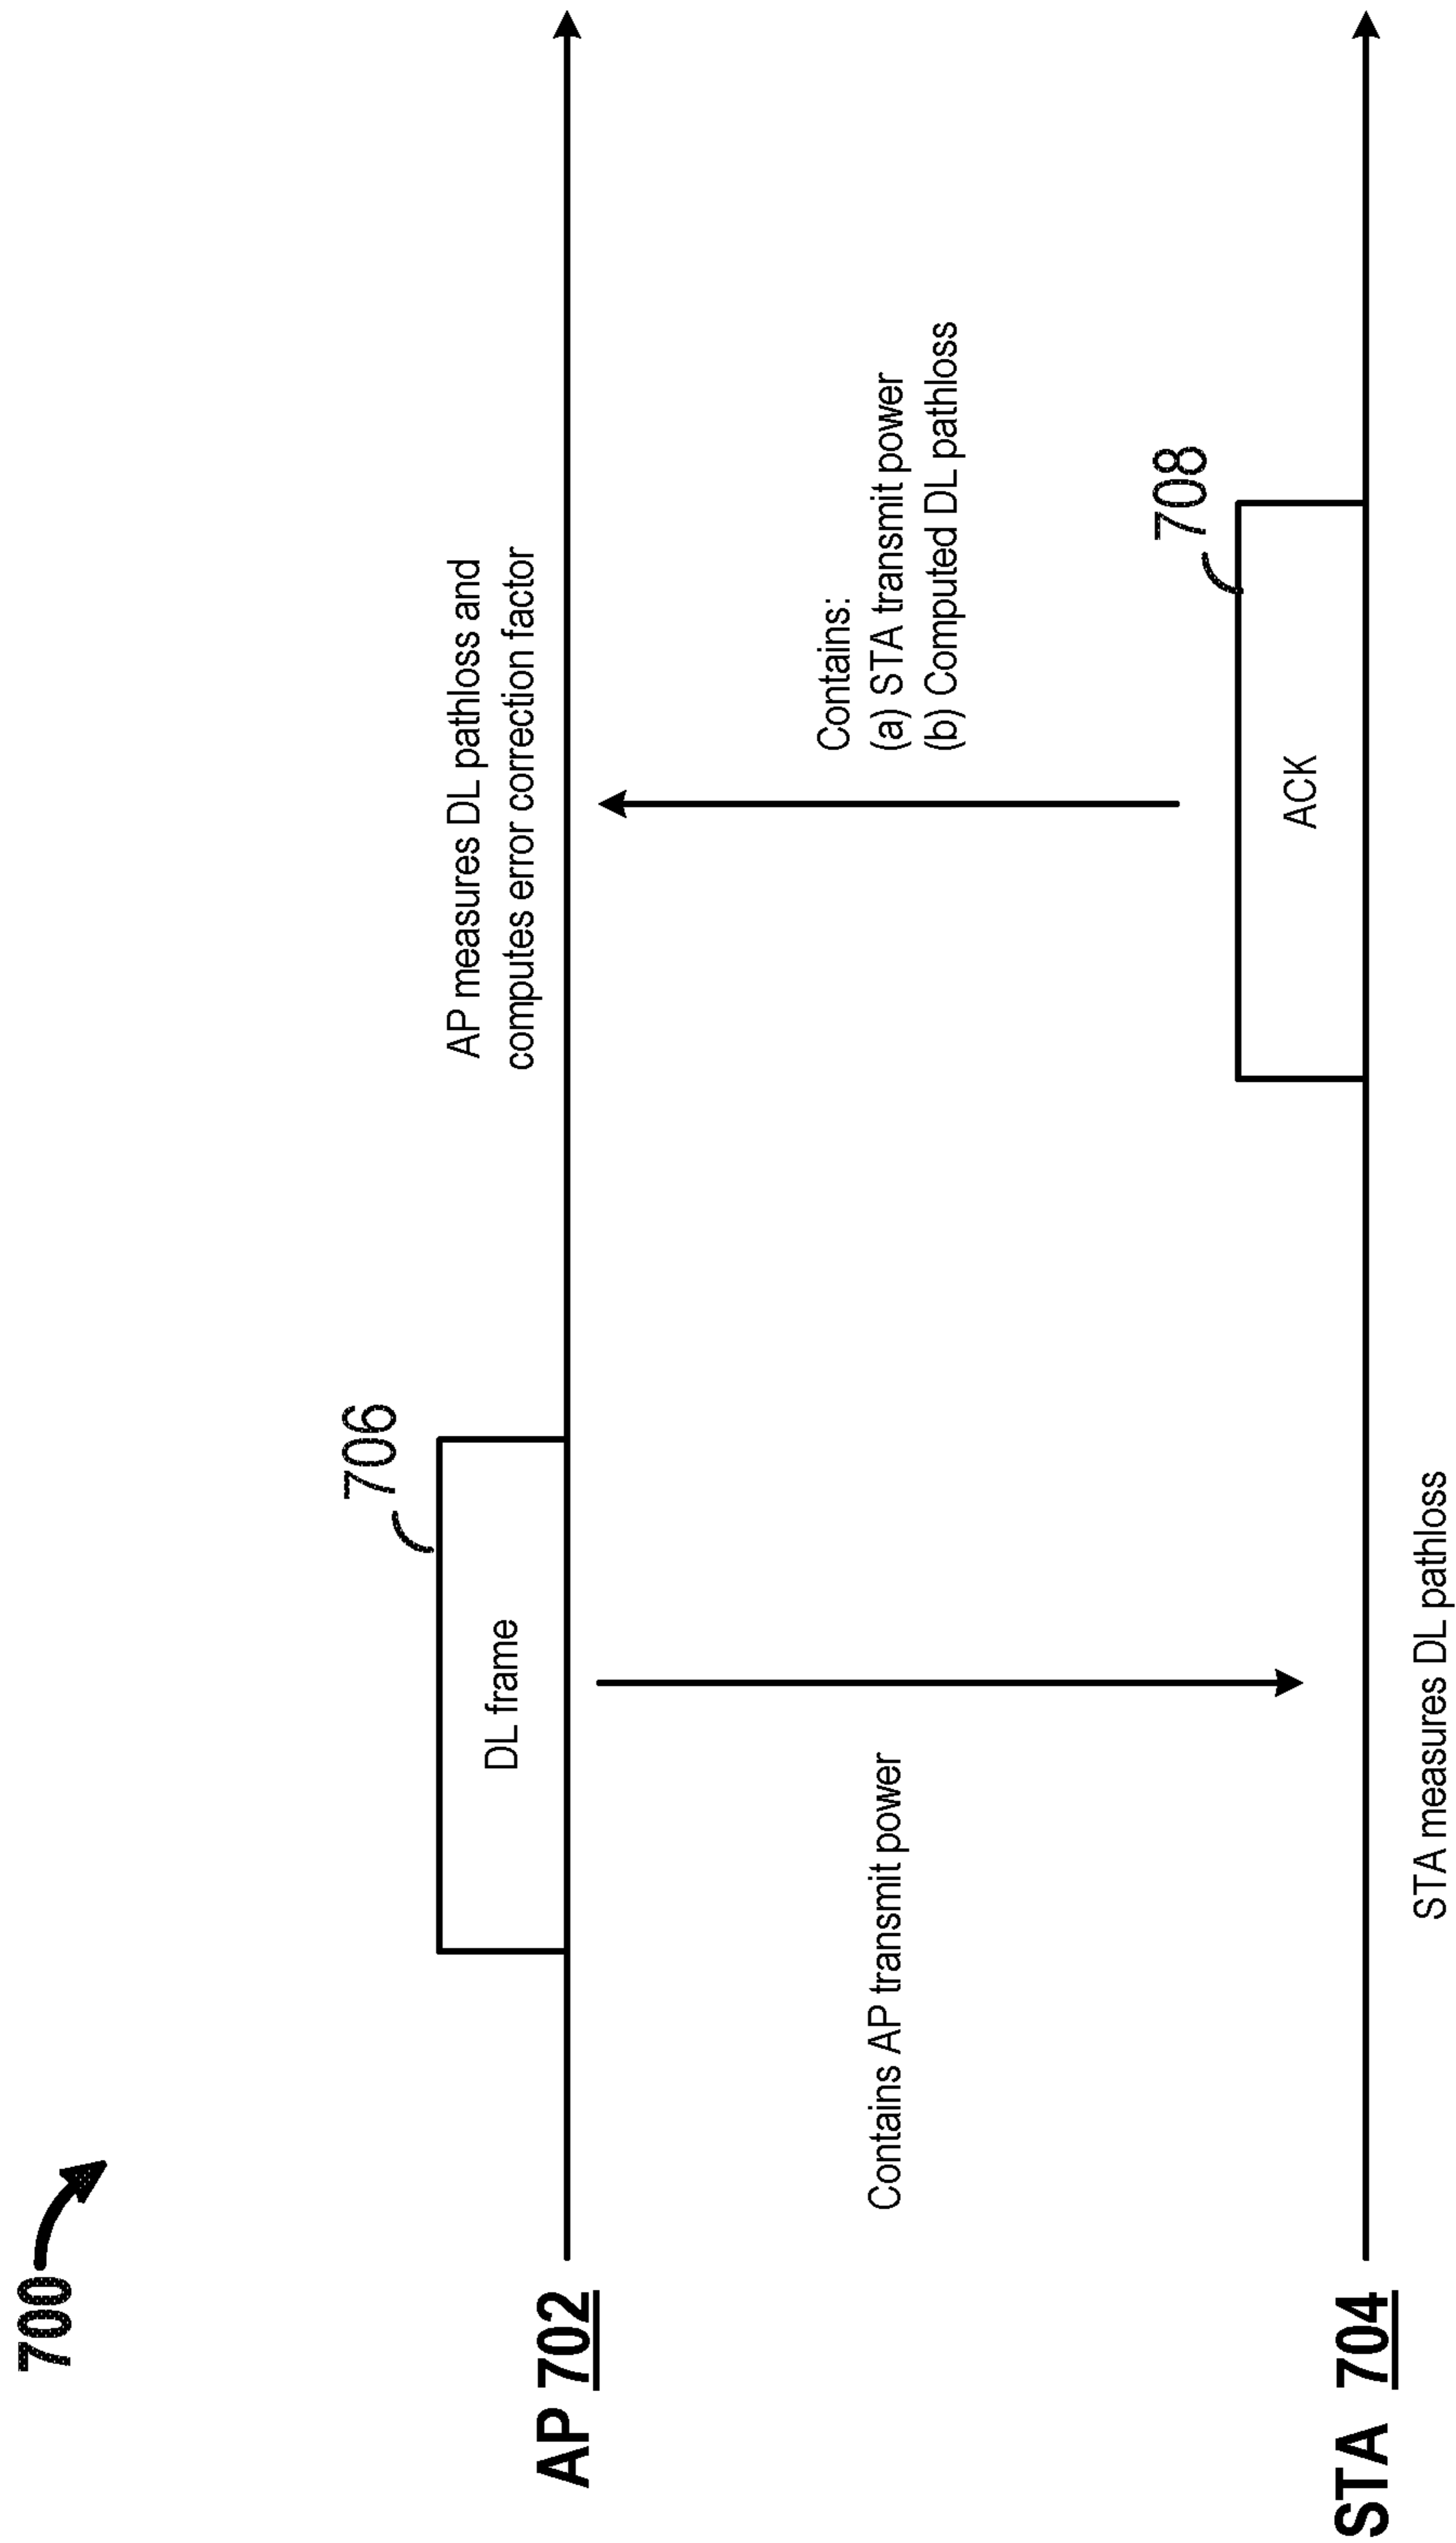 700
706
DL frame
AP measures DL pathloss and
computes error correction factor
AP 702
Contains AP transmit power
Contains:
(a) STA transmit power
(b) Computed DL pathloss
708
ACK
STA 704
STA measures DL pathloss